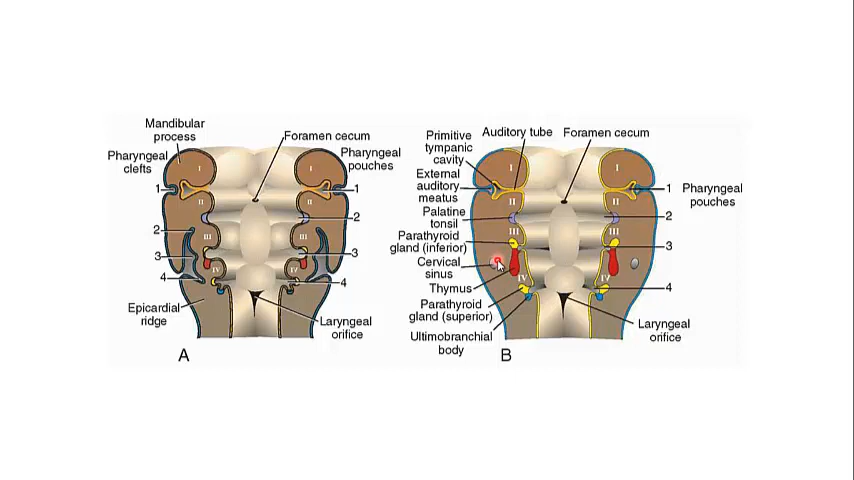 Mandibular
process
Foramen cecum
Pharyngeal
clefts
Pharyngeal
pouches
I
I
1
1
II
II
2
2
III
III
3
3
IV
IV
4
4
Epicardial
ridge
Laryngeal
orifice
A
Primitive
tympanic
cavity
Auditory tube
Foramen cecum
External
auditory
meatus
Palatine
tonsil
Parathyroid
gland (inferior)
Cervical
sinus
Thymus
Parathyroid
gland (superior)
Ultimobranchial
body
I
I
II
II
III
III
IV
IV
1
2
3
4
Pharyngeal
pouches
Laryngeal
orifice
B